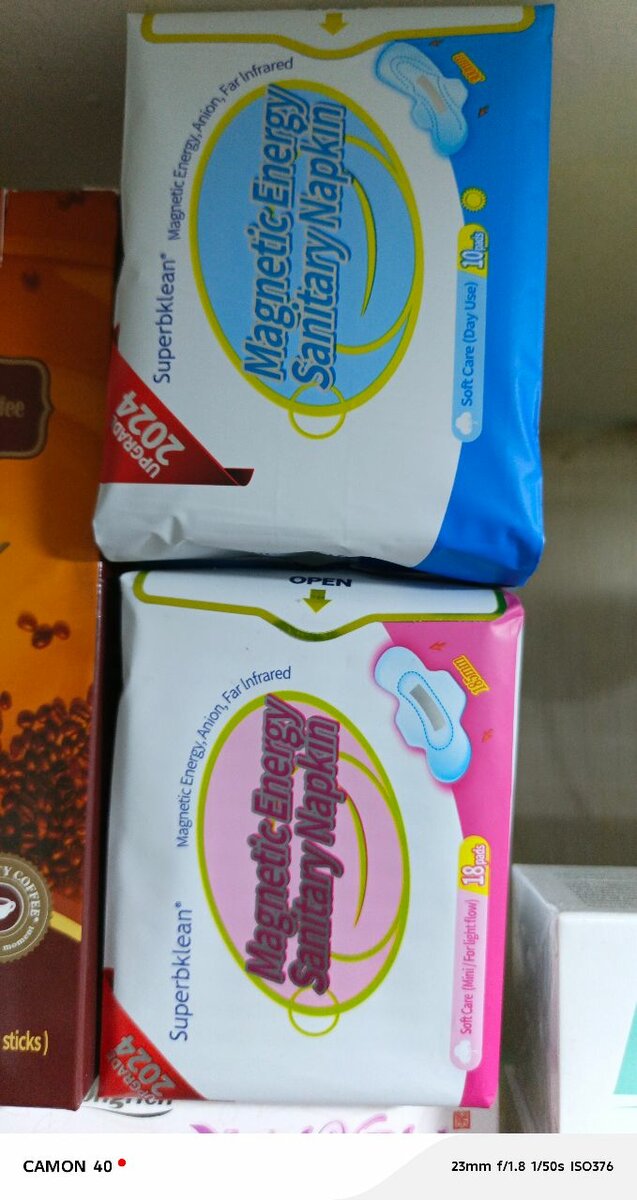 Superbklean®
Magnetic Energy, Anion, Far Infrared
Magnetic Energy
Sanitary Napkin
UPGRADE
2024
Soft Care (Day Use)
10 pads
OPEN
Superbklean®
Magnetic Energy, Anion, Far Infrared
Magnetic Energy
Sanitary Napkin
2024
185mm
Soft Care (Mini / For light flow)
18 pads
COFFEE
sticks)
CAMON 40
23mm f/1.8 1/50s ISO376